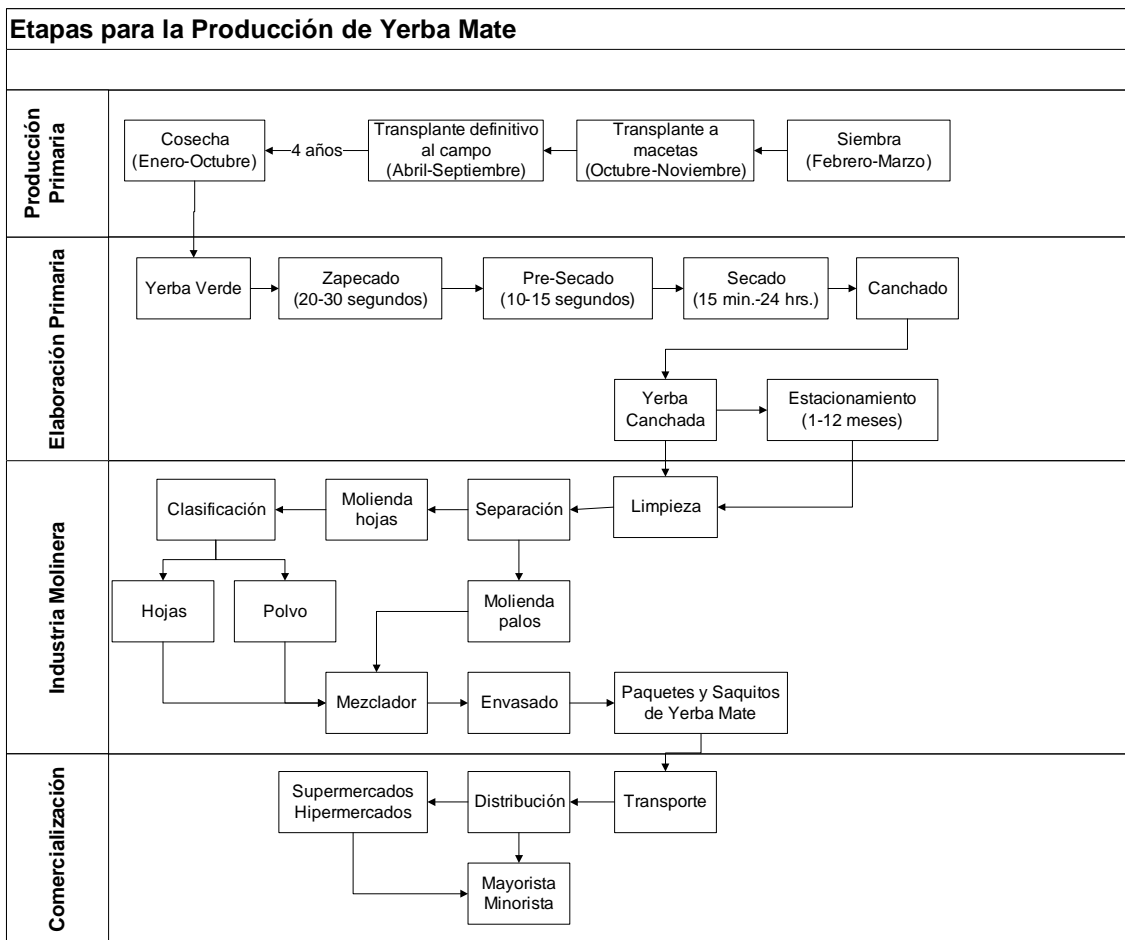 Etapas para la Producción de Yerba Mate
Producción
Primaria
Cosecha
(Enero-Octubre)
4 años
Transplante definitivo
al campo
(Abril-Septiembre)
Transplante a
macetas
(Octubre-Noviembre)
Siembra
(Febrero-Marzo)
Elaboración Primaria
Yerba Verde
Zapecado
(20-30 segundos)
Pre-Secado
(10-15 segundos)
Secado
(15 min.-24 hrs.)
Canchado
Yerba
Canchada
Estacionamiento
(1-12 meses)
Industria Molinera
Clasificación
Molienda
hojas
Separación
Limpieza
Hojas
Polvo
Molienda
palos
Mezclador
Envasado
Paquetes y Saquitos
de Yerba Mate
Comercialización
Supermercados
Hipermercados
Distribución
Transporte
Mayorista
Minorista